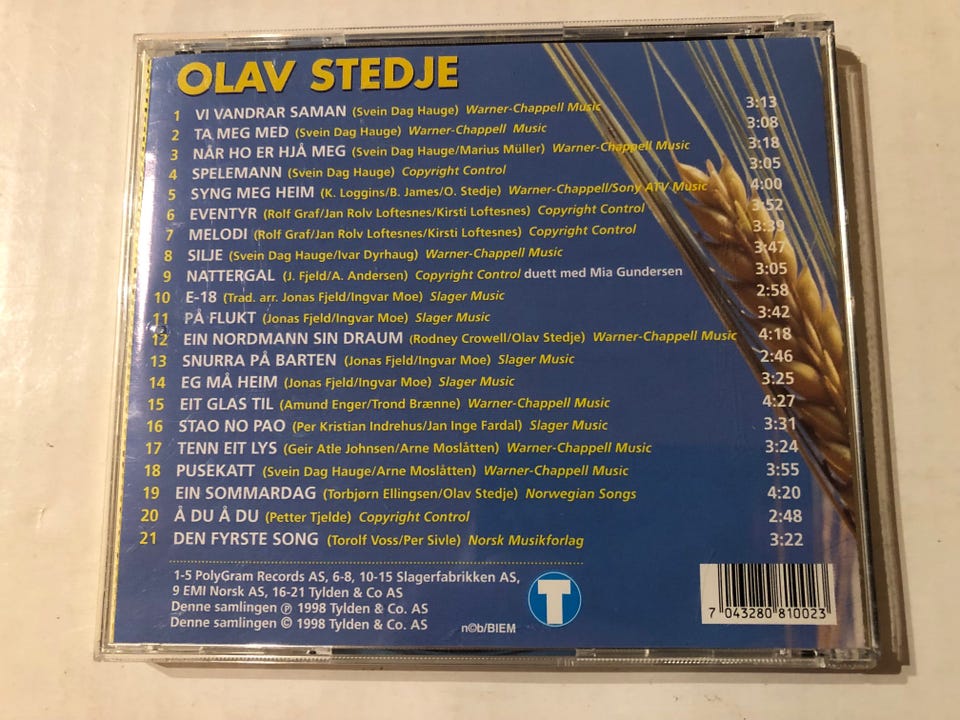 OLAV STEDJE
1 VI VANDRAR SAMAN (Svein Dag Hauge) Warner-Chappell Music 3:13
2 TA MEG MED (Svein Dag Hauge) Warner-Chappell Music 3:08
3 NÅR HO ER HJÅ MEG (Svein Dag Hauge/Marius Müller) Warner-Chappell Music 3:18
4 SPELEMANN (Svein Dag Hauge) Copyright Control 3:05
5 SYNG MEG HEIM (K. Loggins/B. James/O. Stedje) Warner-Chappell/Sony ATV Music 4:00
6 EVENTYR (Rolf Graf/Jan Rolv Loftesnes/Kirsti Loftesnes) Copyright Control 3:52
7 MELODI (Rolf Graf/Jan Rolv Loftesnes/Kirsti Loftesnes) Copyright Control 3:39
8 SILJE (Svein Dag Hauge/Ivar Dyrhaug) Warner-Chappell Music 3:47
9 NATTERGAL (J. Fjeld/A. Andersen) Copyright Control duett med Mia Gundersen 3:05
10 E-18 (Trad. arr. Jonas Fjeld/Ingvar Moe) Slager Music 2:58
11 PÅ FLUKT (Jonas Fjeld/Ingvar Moe) Slager Music 3:42
12 EIN NORDMANN SIN DRAUM (Rodney Crowell/Olav Stedje) Warner-Chappell Music 4:18
13 SNURRA PÅ BARTEN (Jonas Fjeld/Ingvar Moe) Slager Music 2:46
14 EG MÅ HEIM (Jonas Fjeld/Ingvar Moe) Slager Music 3:25
15 EIT GLAS TIL (Amund Enger/Trond Brænne) Warner-Chappell Music 4:27
16 STAO NO PAO (Per Kristian Indrehus/Jan Inge Fardal) Slager Music 3:31
17 TENN EIT LYS (Geir Atle Johnsen/Arne Moslåtten) Warner-Chappell Music 3:24
18 PUSEKATT (Svein Dag Hauge/Arne Moslåtten) Warner-Chappell Music 3:55
19 EIN SOMMARDAG (Torbjørn Ellingsen/Olav Stedje) Norwegian Songs 4:20
20 Å DU Å DU (Petter Tjelde) Copyright Control 2:48
21 DEN FYRSTE SONG (Torolf Voss/Per Sivle) Norsk Musikforlag 3:22
1-5 PolyGram Records AS, 6-8, 10-15 Slagerfabrikken AS,
9 EMI Norsk AS, 16-21 Tylden & Co AS
Denne samlingen ℗ 1998 Tylden & Co. AS
Denne samlingen © 1998 Tylden & Co. AS
n©b/BIEM
T
7 043280 810023